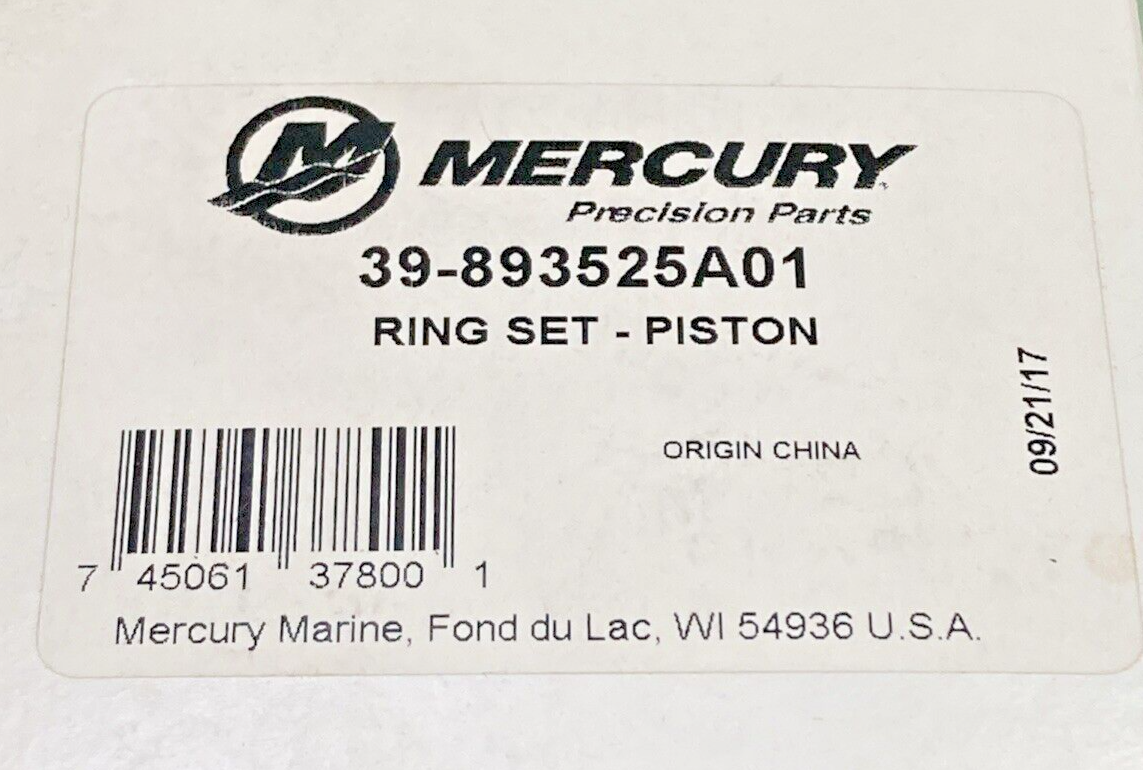 M MERCURY
Precision Parts
39-893525A01
RING SET - PISTON
09/21/17
ORIGIN CHINA
7 45061 37800 1
Mercury Marine, Fond du Lac, WI 54936 U.S.A.